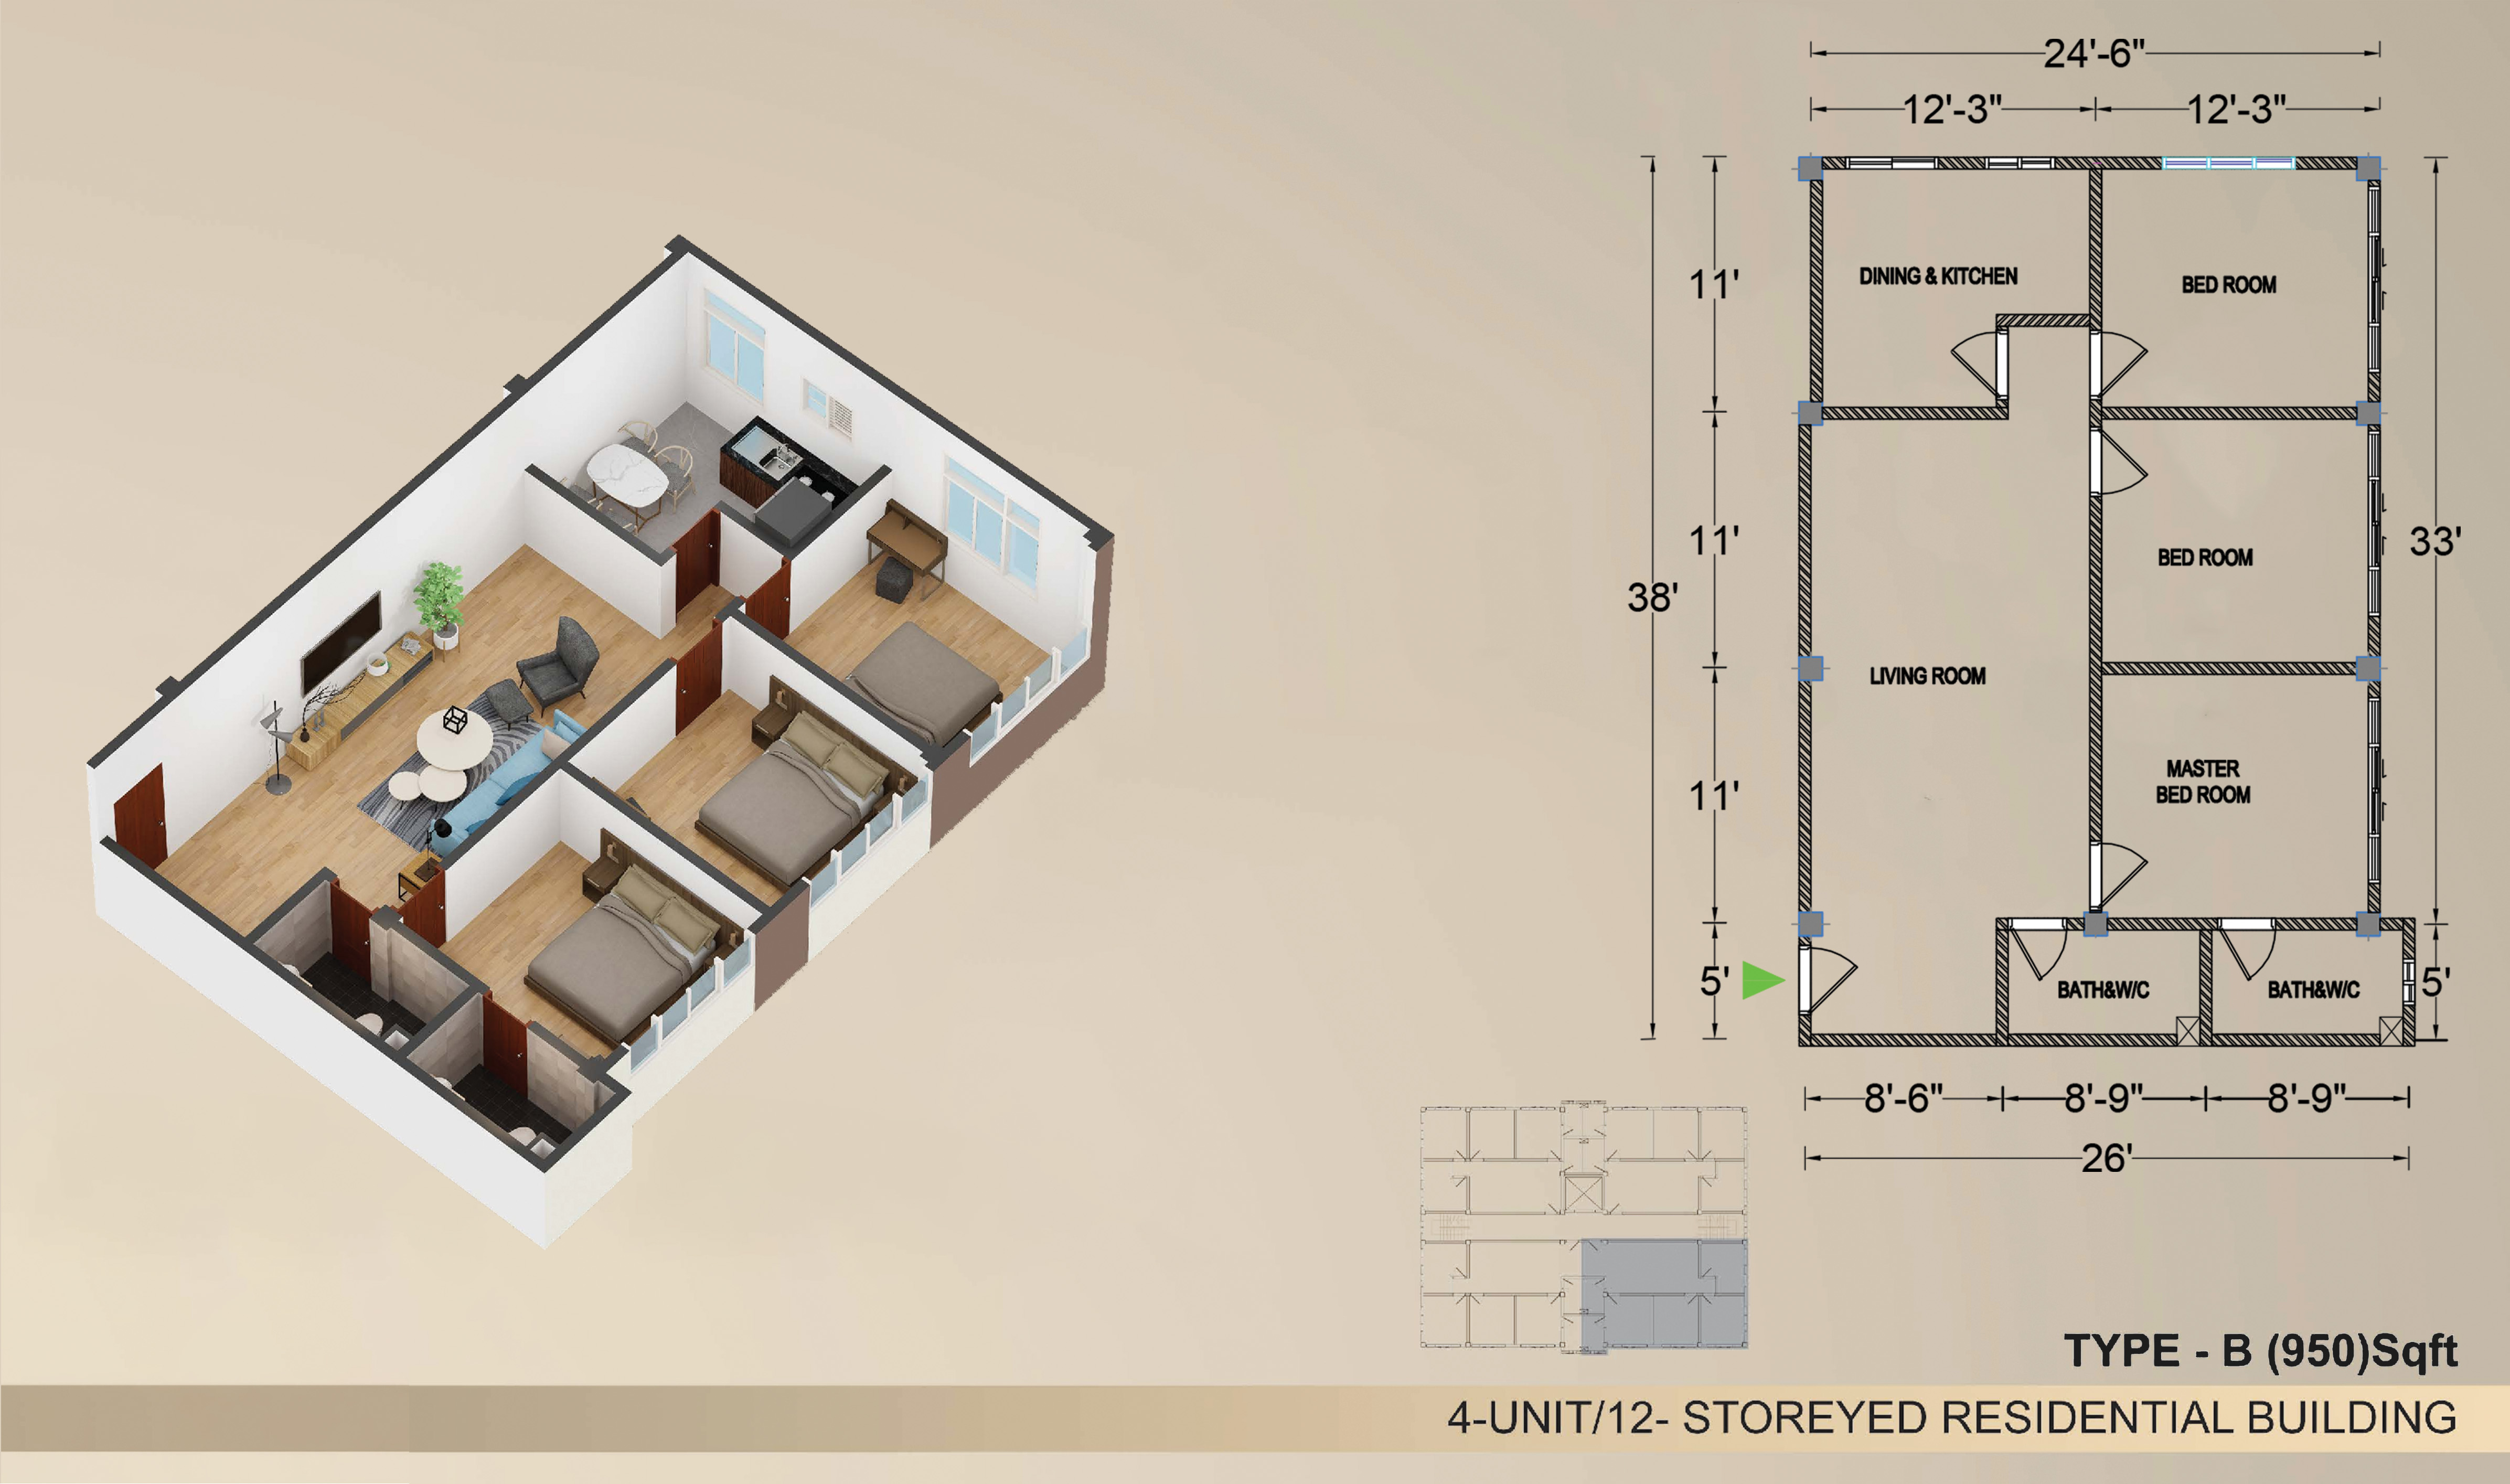 24'-6"
12'-3" 12'-3"
11'
DINING & KITCHEN
BED ROOM
11'
33'
BED ROOM
38'
LIVING ROOM
MASTER
BED ROOM
11'
5'
BATH&W/C
BATH&W/C
5'
8'-6" 8'-9" 8'-9"
26'
TYPE - B (950)Sqft
4-UNIT/12- STOREYED RESIDENTIAL BUILDING